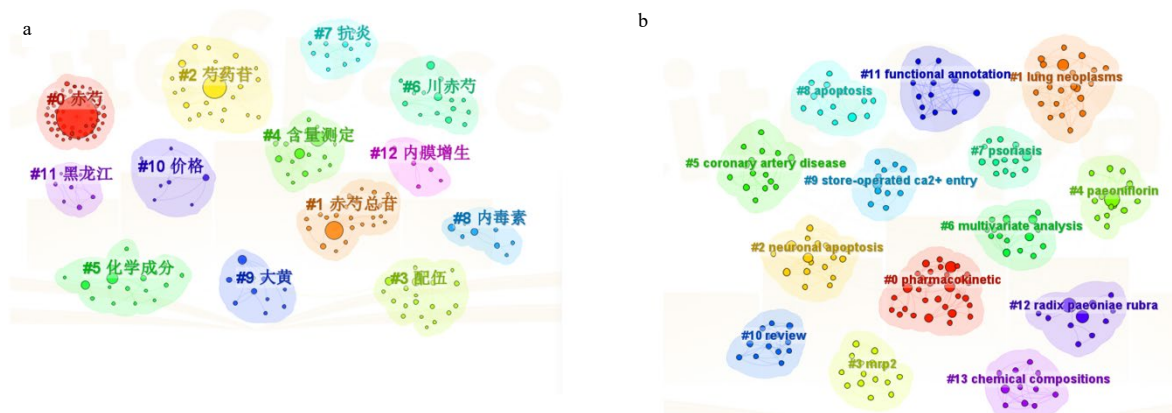 a
#7 抗炎
#2 芍药苷
#6 川赤芍
#0 赤芍
#4 含量测定
#12 内膜增生
#11 黑龙江
#10 价格
#1 赤芍总苷
#8 内毒素
#5 化学成分
#9 大黄
#3 配伍
b
#11 functional annotation
#1 lung neoplasms
#8 apoptosis
#7 psoriasis
#5 coronary artery disease
#9 store-operated ca2+ entry
#4 paeoniflorin
#6 multivariate analysis
#2 neuronal apoptosis
#0 pharmacokinetic
#12 radix paeoniae rubra
#10 review
#3 mrp2
#13 chemical compositions